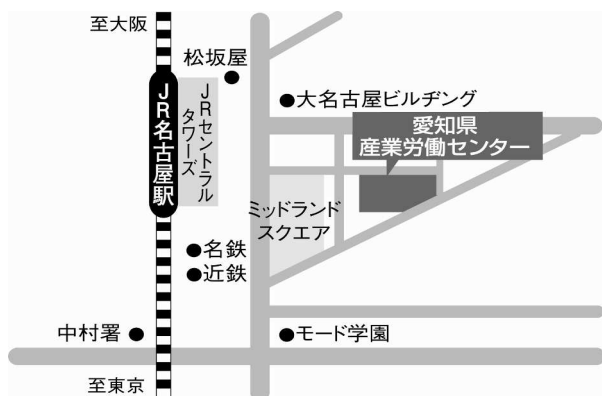 至大阪
松坂屋
JR名古屋駅
JRセントラル
タワーズ
大名古屋ビルヂング
愛知県
産業労働センター
ミッドランド
スクエア
名鉄
近鉄
中村署
モード学園
至東京